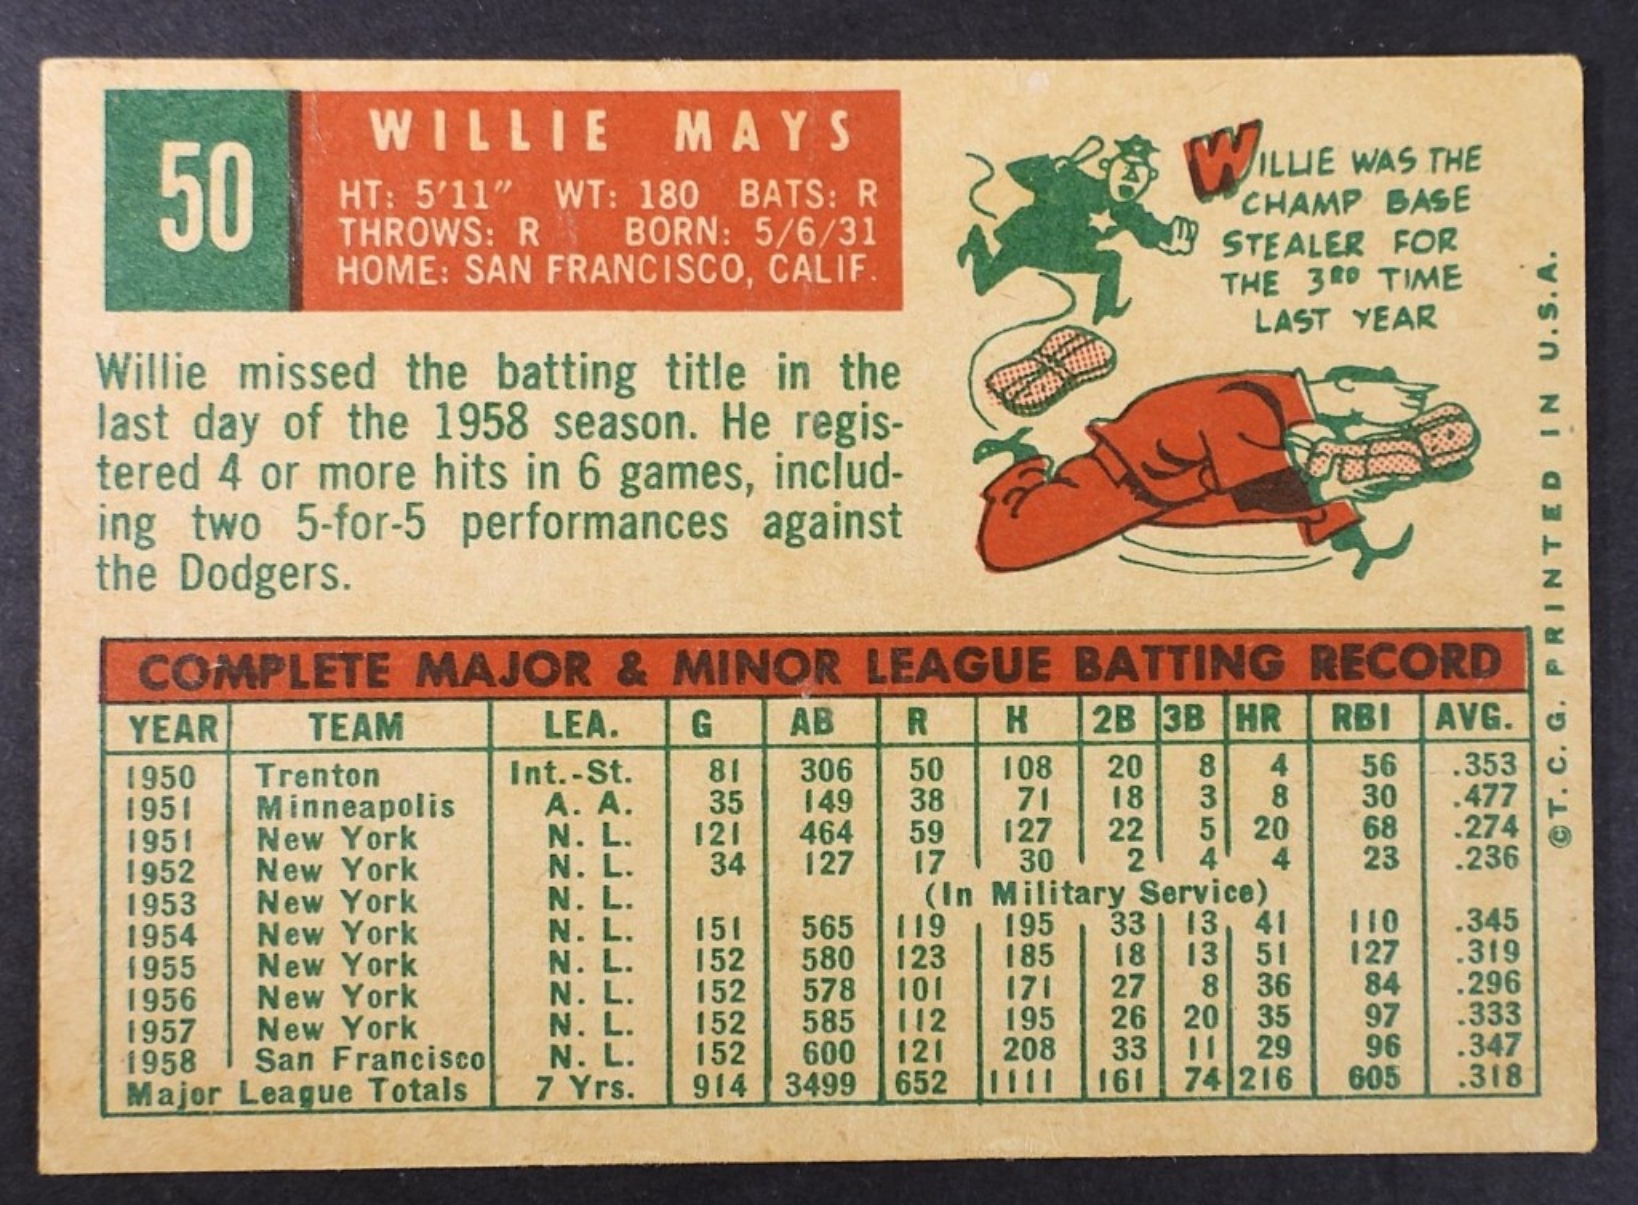 50
WILLIE MAYS
HT: 5'11" WT: 180 BATS: R
THROWS: R BORN: 5/6/31
HOME: SAN FRANCISCO, CALIF.
WILLIE WAS THE
CHAMP BASE
STEALER FOR
THE 3RD TIME
LAST YEAR
Willie missed the batting title in the
last day of the 1958 season. He regis-
tered 4 or more hits in 6 games, includ-
ing two 5-for-5 performances against
the Dodgers.
COMPLETE MAJOR & MINOR LEAGUE BATTING RECORD
YEAR TEAM LEA. G AB R H 2B 3B HR RBI AVG.
1950 Trenton Int.-St. 81 306 50 108 20 8 4 56 .353
1951 Minneapolis A. A. 35 149 38 71 18 3 8 30 .477
1951 New York N. L. 121 464 59 127 22 5 20 68 .274
1952 New York N. L. 34 127 17 30 2 4 4 23 .236
1953 New York N. L. (In Military Service)
1954 New York N. L. 151 565 119 195 33 13 41 110 .345
1955 New York N. L. 152 580 123 185 18 13 51 127 .319
1956 New York N. L. 152 578 101 171 27 8 36 84 .296
1957 New York N. L. 152 585 112 195 26 20 35 97 .333
1958 San Francisco N. L. 152 600 121 208 33 11 29 96 .347
Major League Totals 7 Yrs. 914 3499 652 1111 161 74 216 605 .318
©T. C. G. PRINTED IN U.S.A.